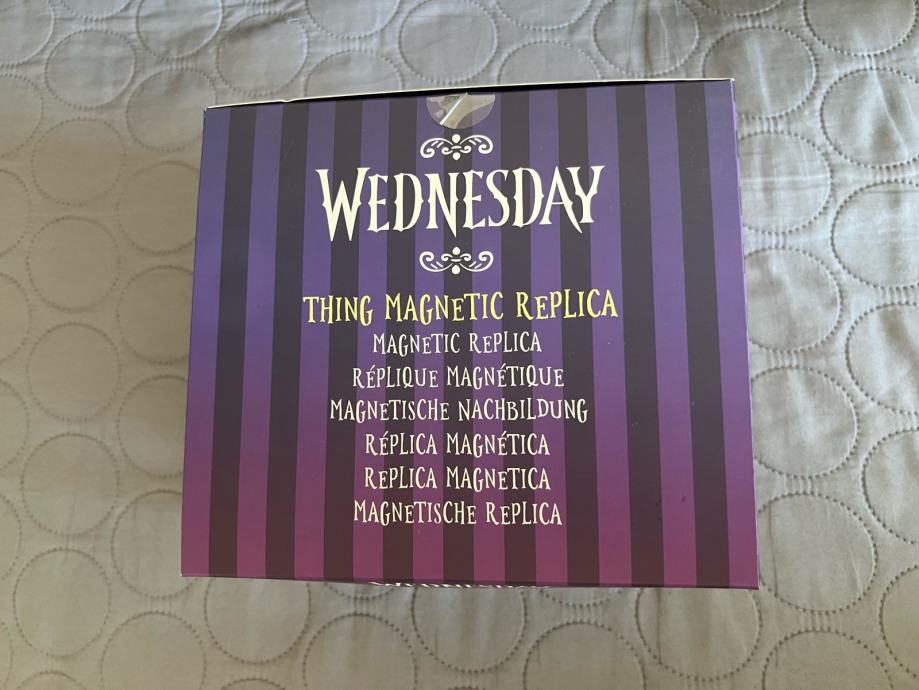 WEDNESDAY
THING MAGNETIC REPLICA
MAGNETIC REPLICA
RÉPLIQUE MAGNÉTIQUE
MAGNETISCHE NACHBILDUNG
RÉPLICA MAGNÉTICA
REPLICA MAGNETICA
MAGNETISCHE REPLICA